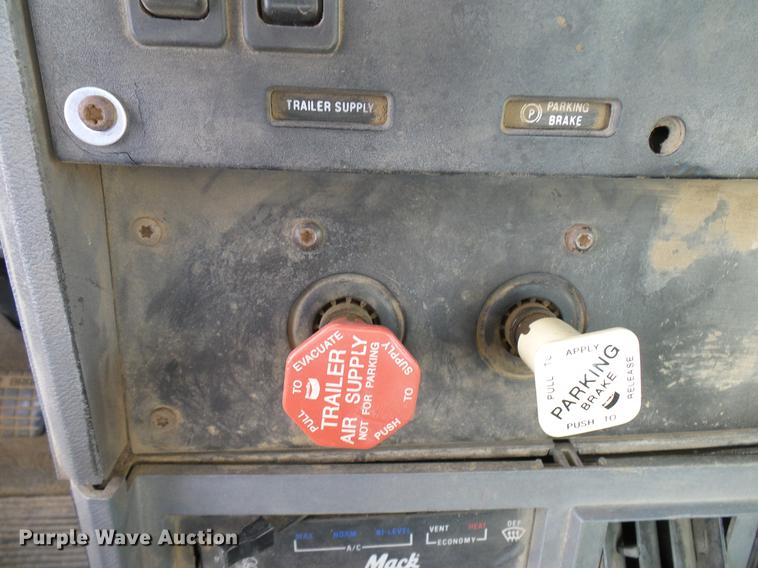 TRAILER SUPPLY
PARKING
BRAKE
P
PULL TO EVACUATE
TRAILER
AIR SUPPLY
NOT FOR PARKING
PUSH TO SUPPLY
PULL TO APPLY
PARKING
BRAKE
PUSH TO RELEASE
MAX NORM BI-LEVEL
A/C
VENT HEAT DEF
ECONOMY
Mack
Purple Wave Auction